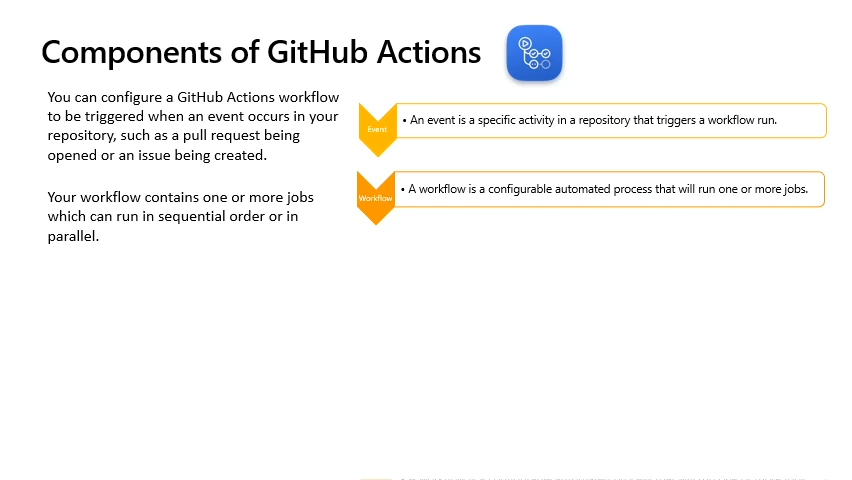 Components of GitHub Actions
You can configure a GitHub Actions workflow
to be triggered when an event occurs in your
repository, such as a pull request being
opened or an issue being created.
Your workflow contains one or more jobs
which can run in sequential order or in
parallel.
Event
• An event is a specific activity in a repository that triggers a workflow run.
Workflow
• A workflow is a configurable automated process that will run one or more jobs.